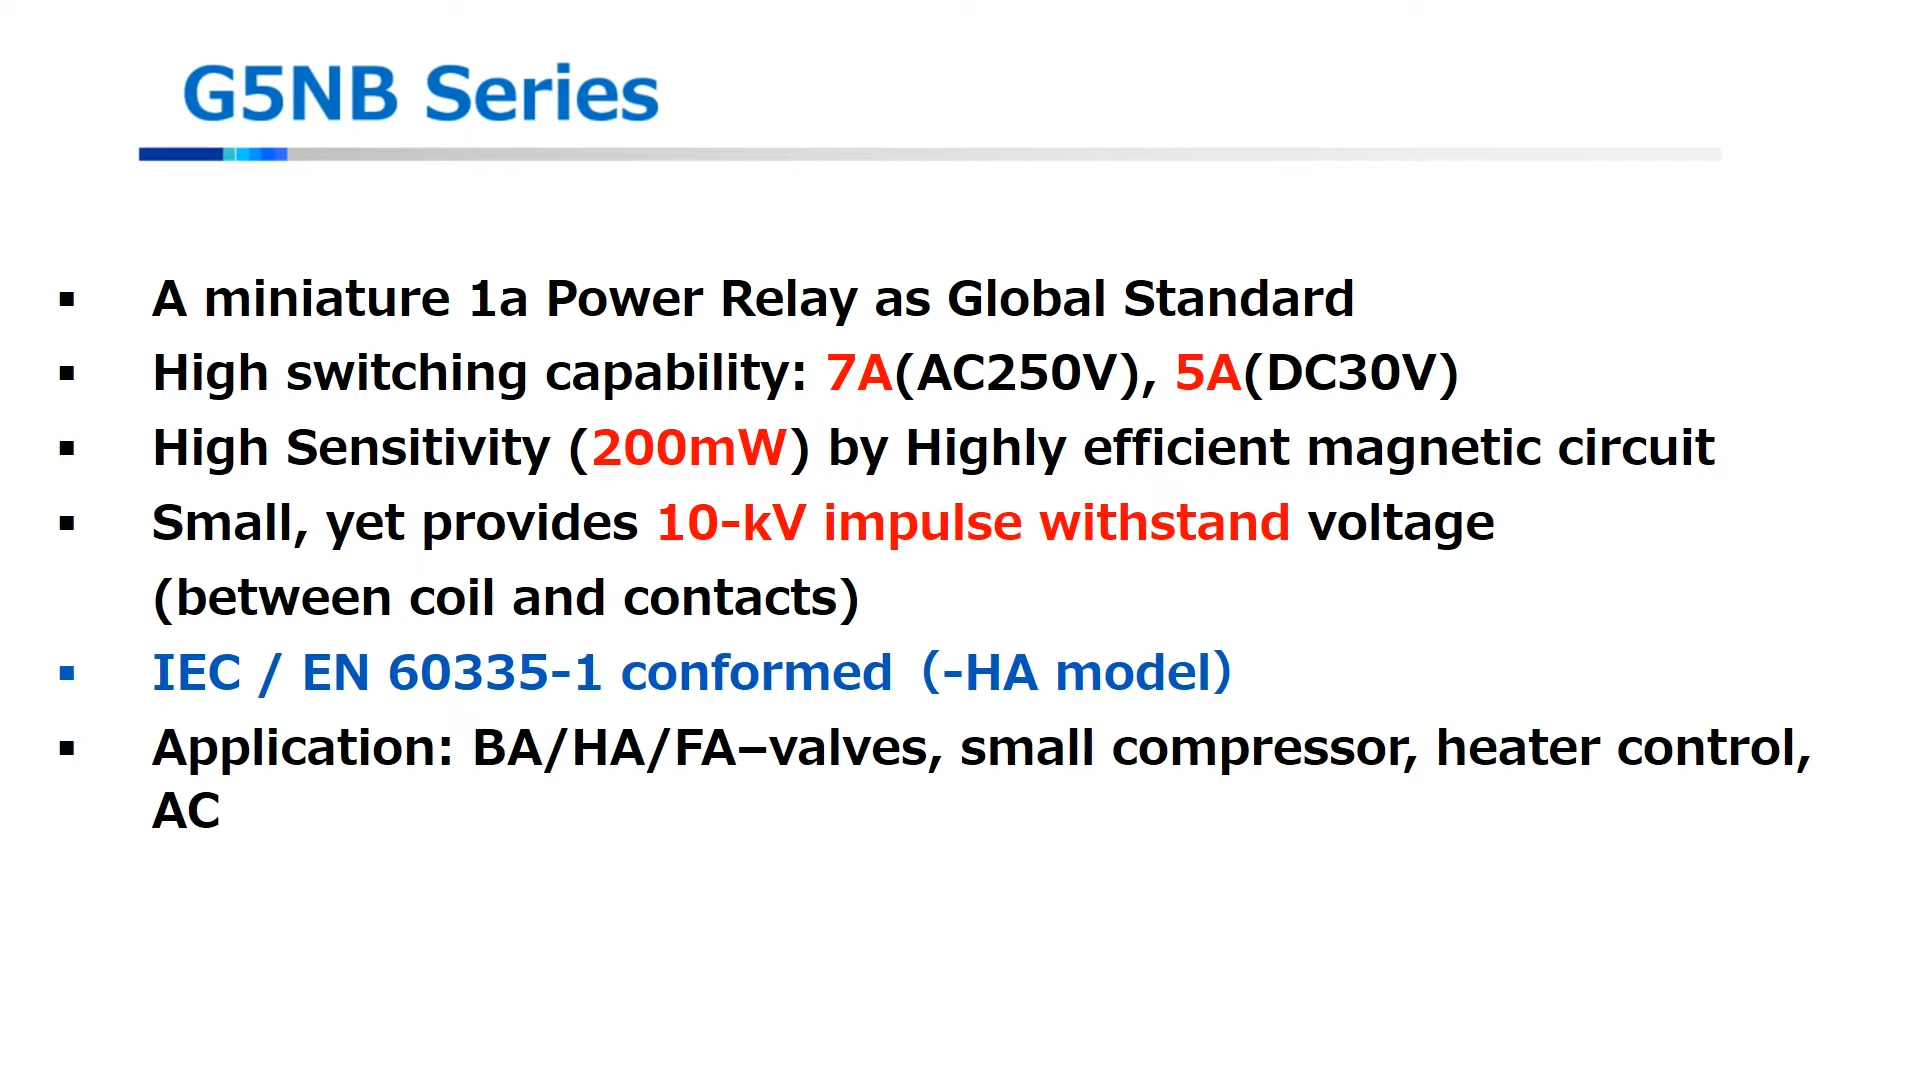 G5NB Series
▪ A miniature 1a Power Relay as Global Standard
▪ High switching capability: 7A(AC250V), 5A(DC30V)
▪ High Sensitivity (200mW) by Highly efficient magnetic circuit
▪ Small, yet provides 10-kV impulse withstand voltage
(between coil and contacts)
▪ IEC / EN 60335-1 conformed（-HA model）
▪ Application: BA/HA/FA–valves, small compressor, heater control,
AC